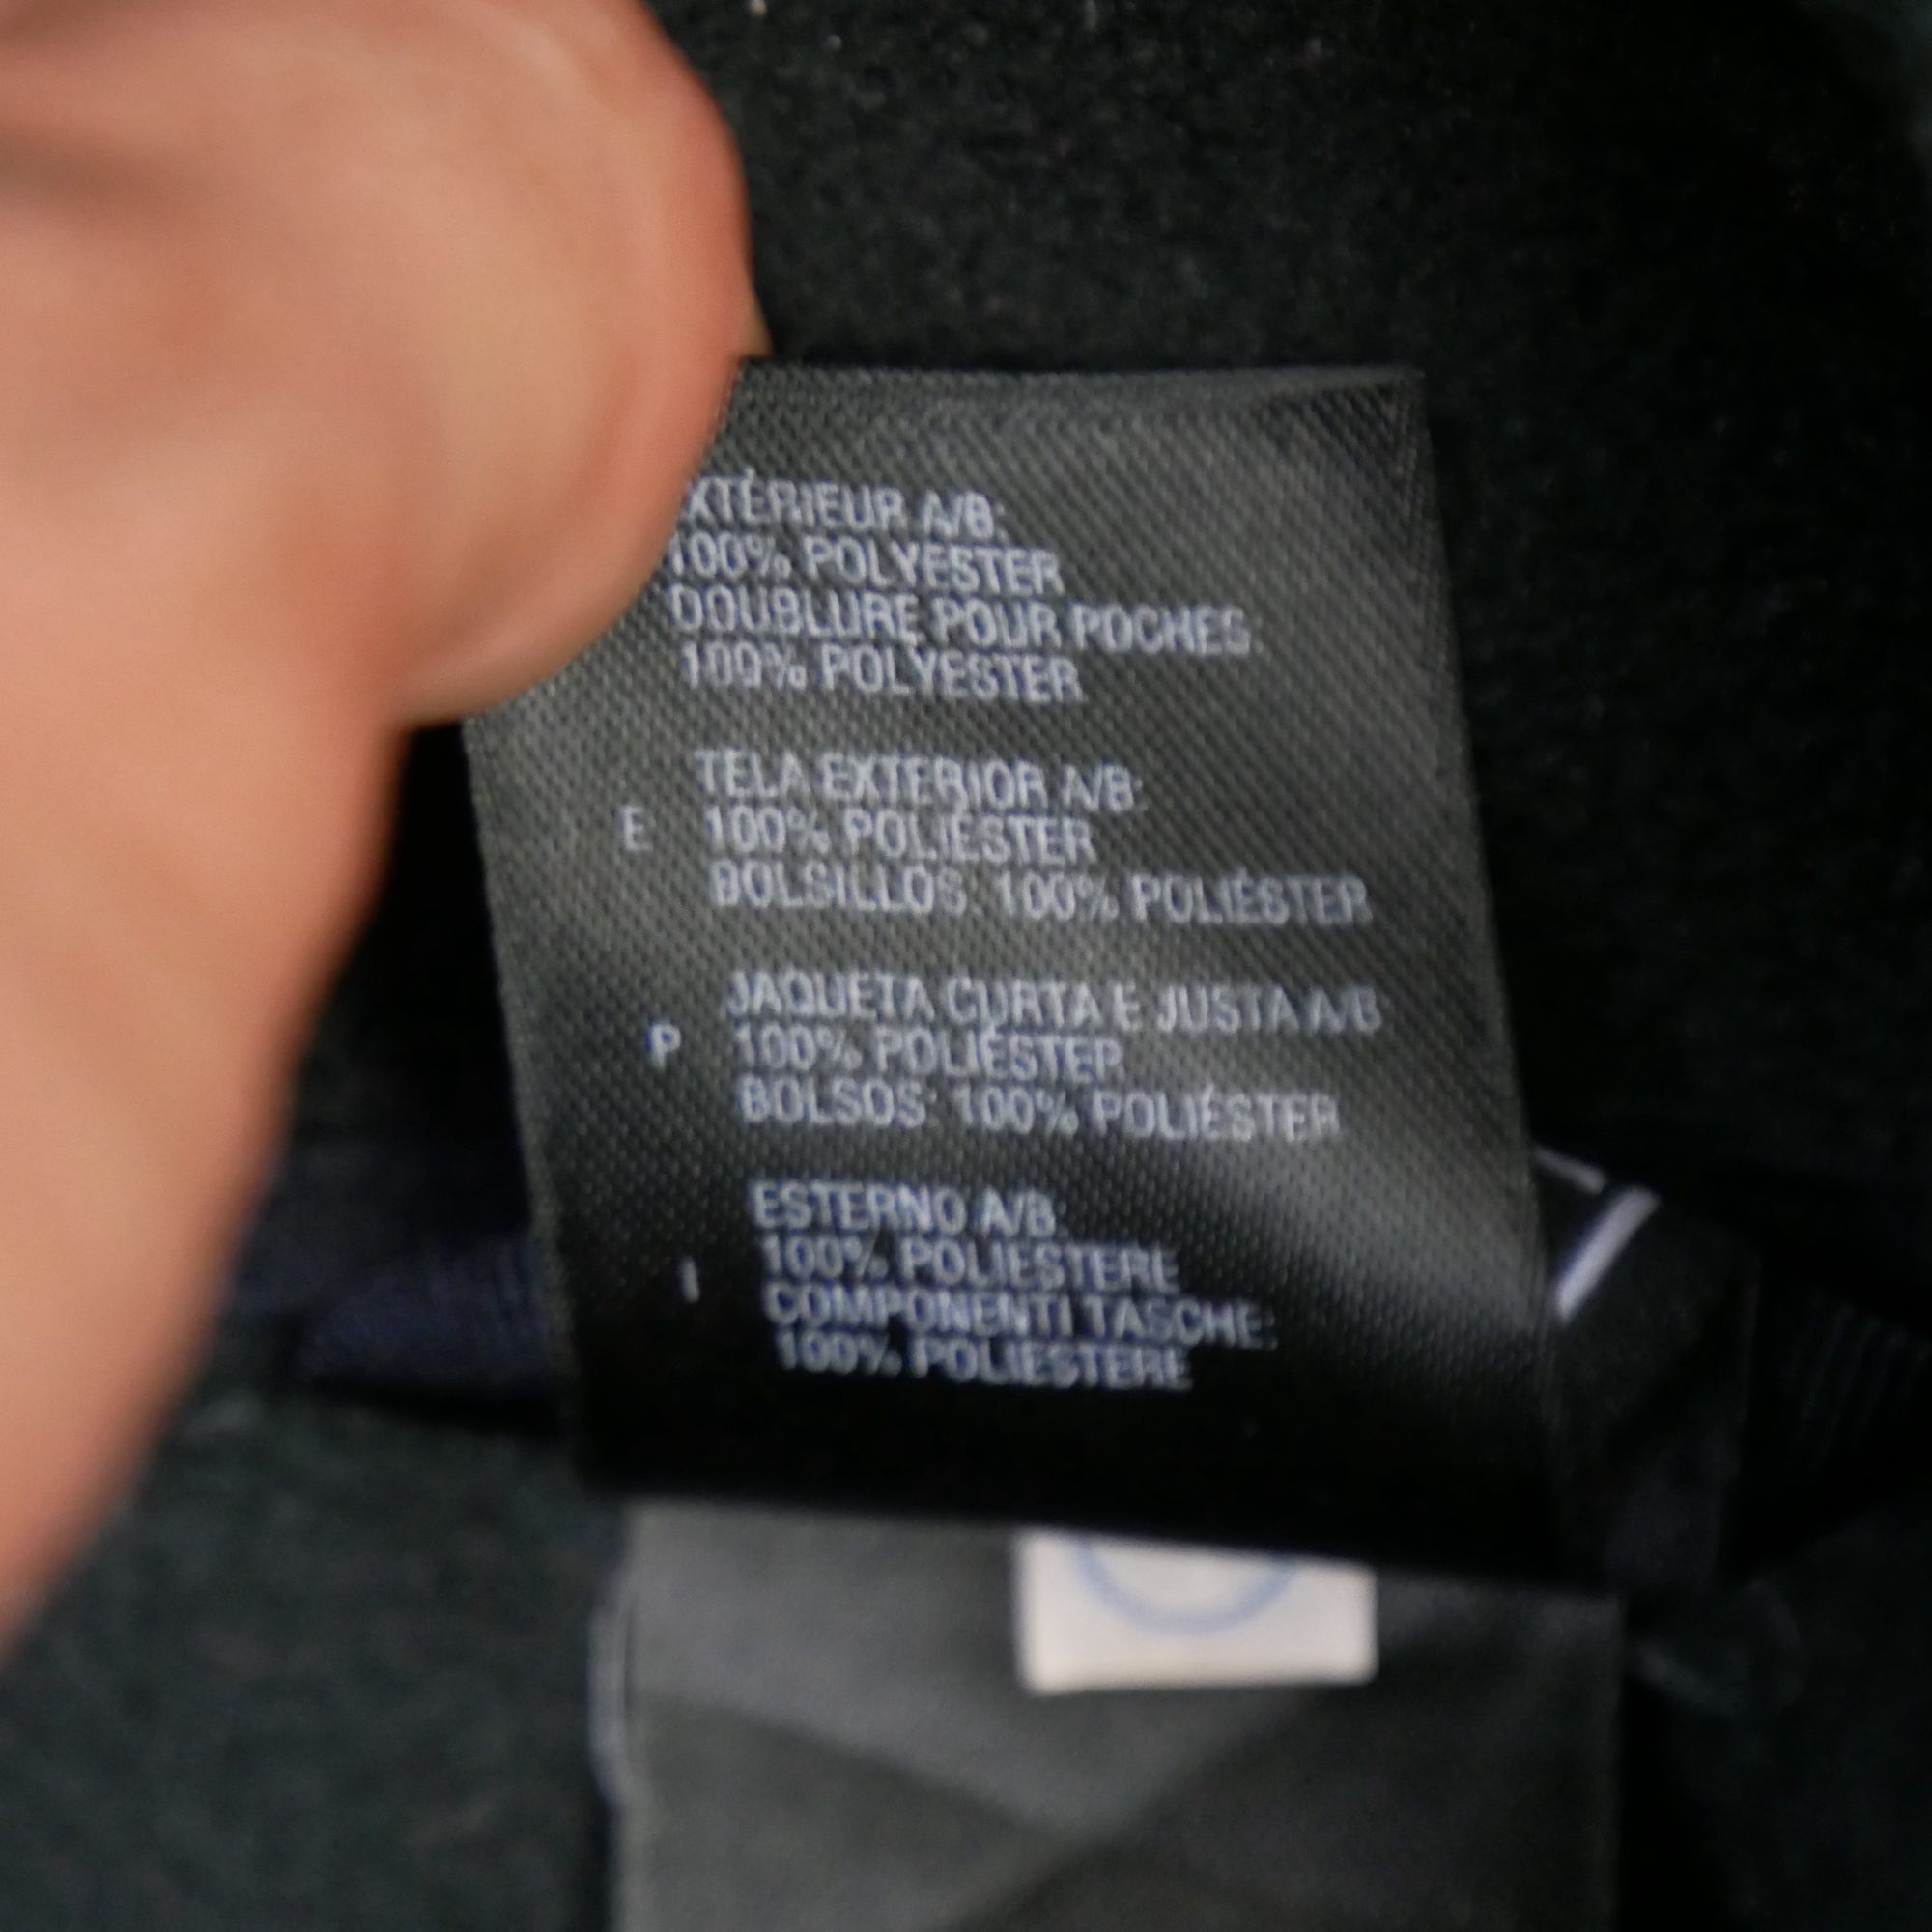 XTÉRIEUR A/B:
100% POLYESTER
DOUBLURE POUR POCHES:
100% POLYESTER
TELA EXTERIOR A/B:
E 100% POLIÉSTER
BOLSILLOS: 100% POLIÉSTER
JAQUETA CURTA E JUSTA A/B
P 100% POLIÉSTER
BOLSOS: 100% POLIÉSTER
ESTERNO A/B:
I 100% POLIESTERE
COMPONENTI TASCHE:
100% POLIESTERE